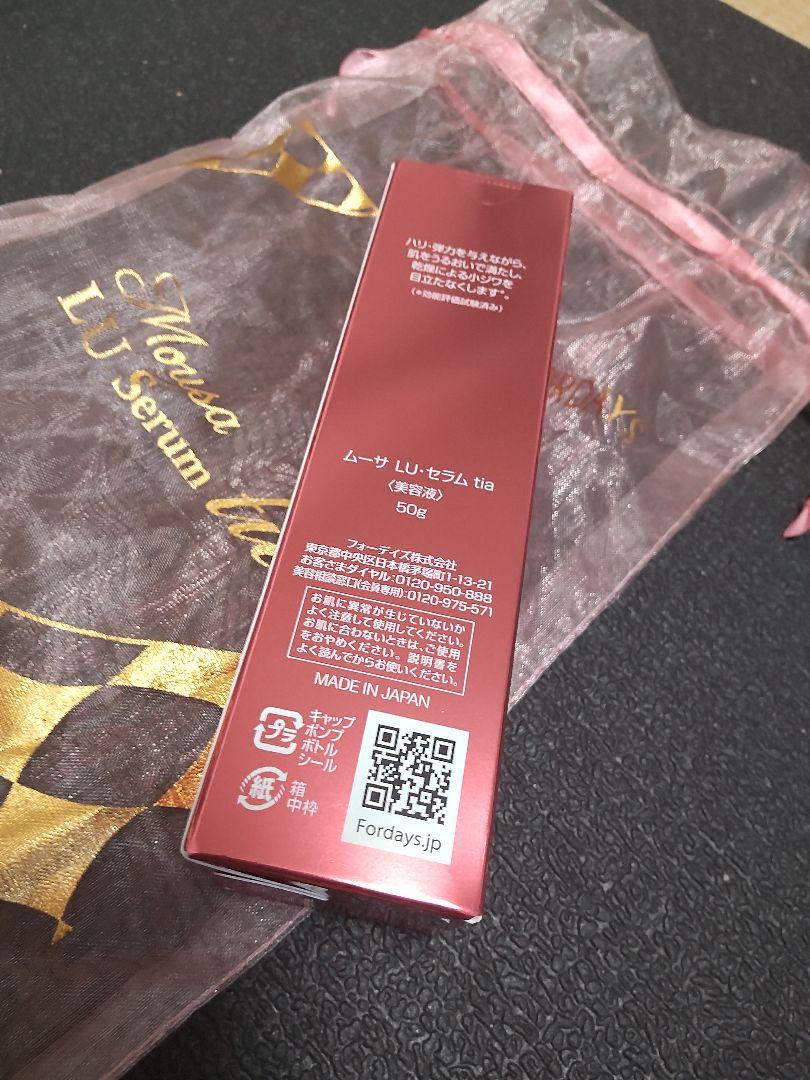 Mousa
LU Serum
tia
FORDAYS
ハリ・弾力を与えながら、
肌をうるおいで満たし、
乾燥による小ジワを
目立たなくします*。
(*効能評価試験済み)
ムーサ LU・セラム tia
〈美容液〉
50g
フォーデイズ株式会社
東京都中央区日本橋茅場町1-13-21
お客さまダイヤル:0120-950-888
美容相談窓口(会員専用):0120-975-571
お肌に異常が生じていないか
よく注意して使用してください。
お肌に合わないときは、ご使用
をおやめください。説明書を
よく読んでからお使いください。
MADE IN JAPAN
プラ
キャップ
ポンプ
ボトル
シール
紙
箱
中枠
Fordays.jp